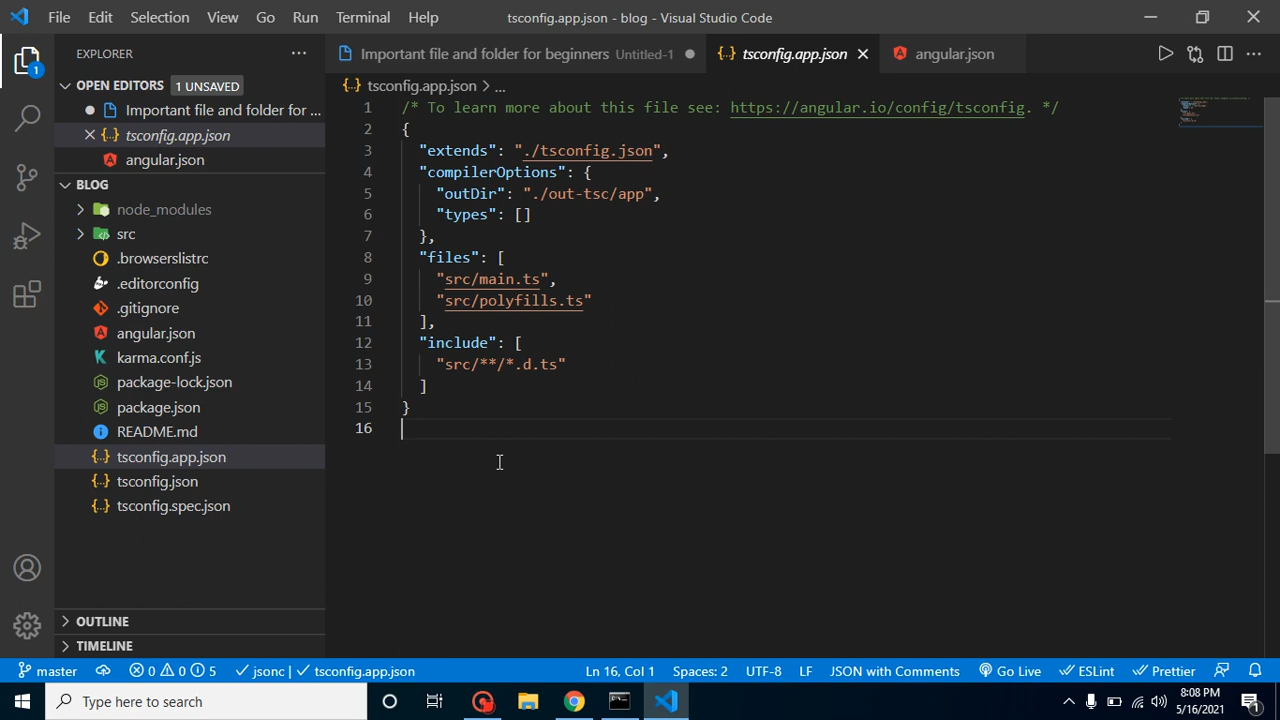 File Edit Selection View Go Run Terminal Help
tsconfig.app.json - blog - Visual Studio Code
EXPLORER
OPEN EDITORS 1 UNSAVED
Important file and folder for ...
tsconfig.app.json
angular.json
BLOG
node_modules
src
.browserslistrc
.editorconfig
.gitignore
angular.json
karma.conf.js
package-lock.json
package.json
README.md
tsconfig.app.json
tsconfig.json
tsconfig.spec.json
OUTLINE
TIMELINE
1
Important file and folder for beginners Untitled-1
tsconfig.app.json
angular.json
tsconfig.app.json > ...
1 /* To learn more about this file see: https://angular.io/config/tsconfig. */
2 {
3 "extends": "./tsconfig.json",
4 "compilerOptions": {
5 "outDir": "./out-tsc/app",
6 "types": []
7 },
8 "files": [
9 "src/main.ts",
10 "src/polyfills.ts"
11 ],
12 "include": [
13 "src/**/*.d.ts"
14 ]
15 }
16
master 0 0 5 jsonc | tsconfig.app.json Ln 16, Col 1 Spaces: 2 UTF-8 LF JSON with Comments Go Live ESLint Prettier
Type here to search
8:08 PM
5/16/2021
1